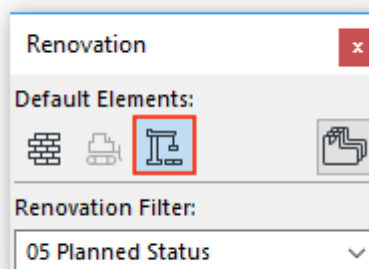 Renovation
x
Default Elements:
Renovation Filter:
05 Planned Status